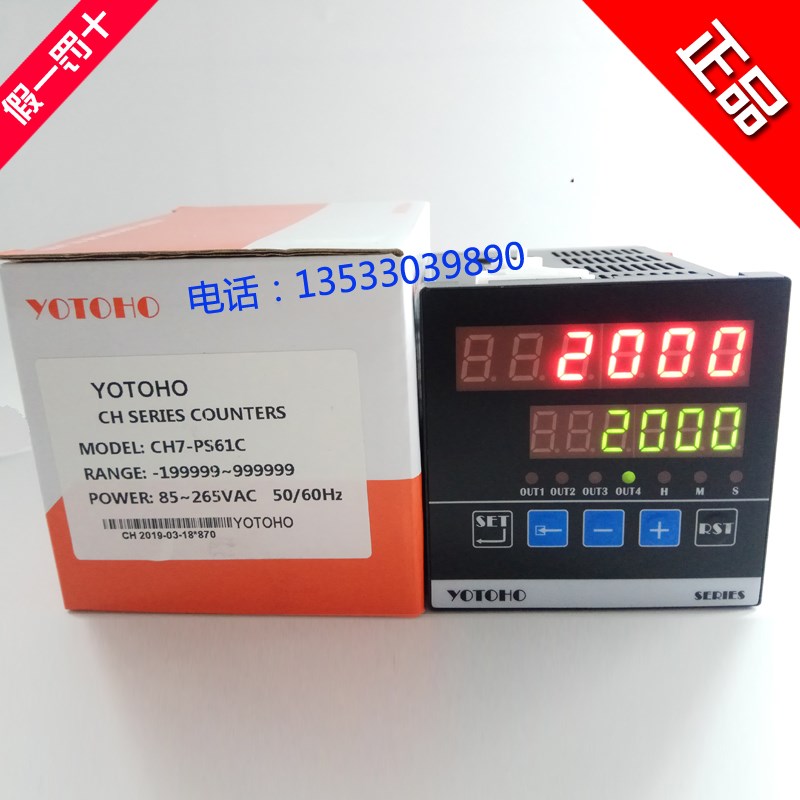 假一罚十
正品
电话：13533039890
YOTOHO
YOTOHO
CH SERIES COUNTERS
MODEL: CH7-PS61C
RANGE: -199999~999999
POWER: 85~265VAC 50/60Hz
YOTOHO
CH 2019-03-18*870
2000
2000
OUT1 OUT2 OUT3 OUT4 H M S
SET - + RST
YOTOHO SERIES